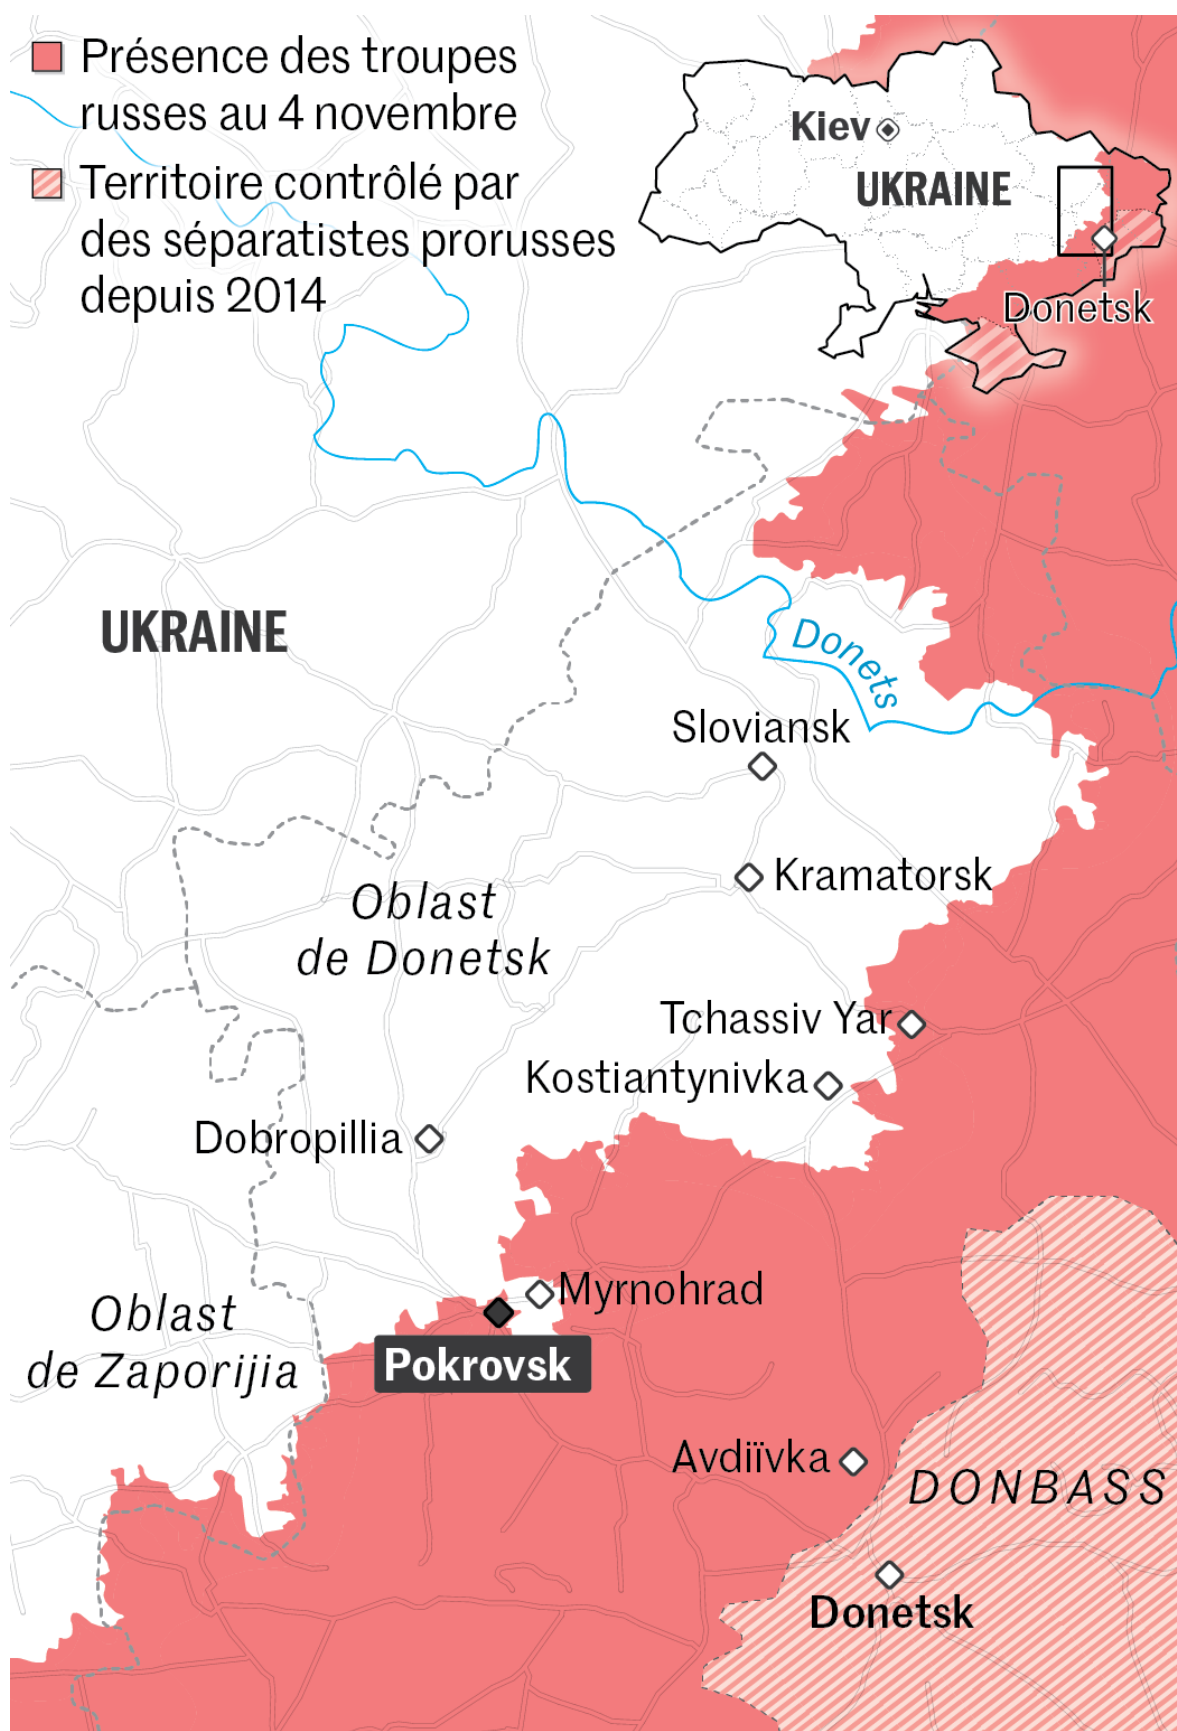 Présence des troupes
russes au 4 novembre
Territoire contrôlé par
des séparatistes prorusses
depuis 2014
Kiev
UKRAINE
Donetsk
UKRAINE
Donets
Sloviansk
Kramatorsk
Oblast
de Donetsk
Tchassiv Yar
Kostiantynivka
Dobropillia
Myrnohrad
Oblast
de Zaporijia
Pokrovsk
Avdiïvka
DONBASS
Donetsk